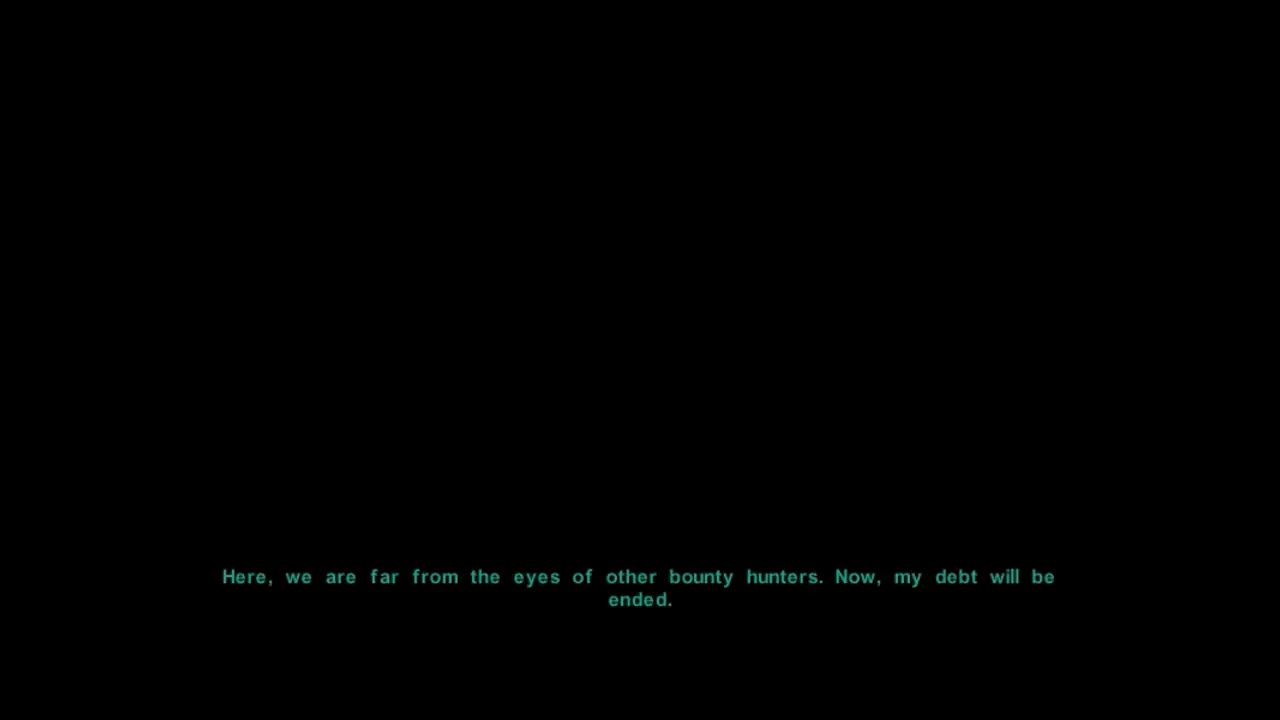 Here, we are far from the eyes of other bounty hunters. Now, my debt will be
ended.